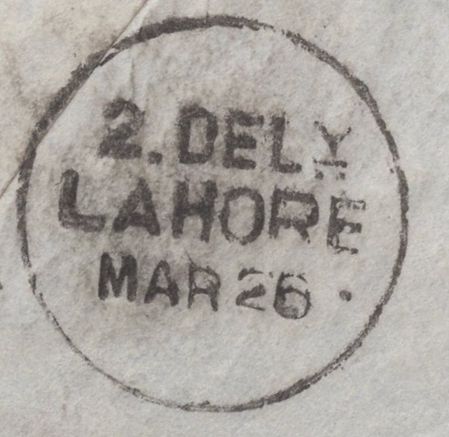 2. DELY
LAHORE
MAR 26 .